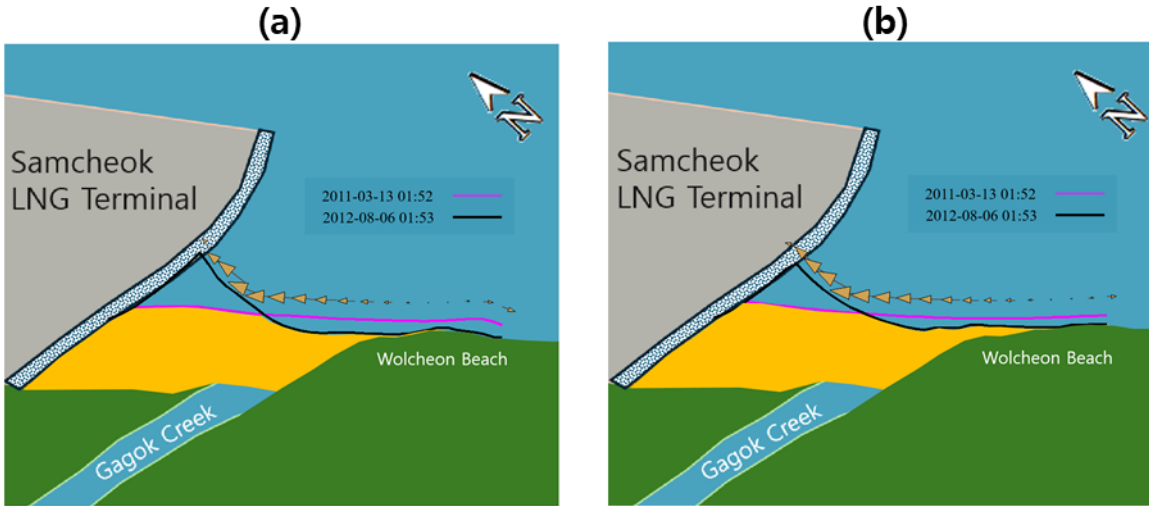 (a)
N
Samcheok
LNG Terminal
2011-03-13 01:52
2012-08-06 01:53
Wolcheon Beach
Gagok Creek
(b)
N
Samcheok
LNG Terminal
2011-03-13 01:52
2012-08-06 01:53
Wolcheon Beach
Gagok Creek